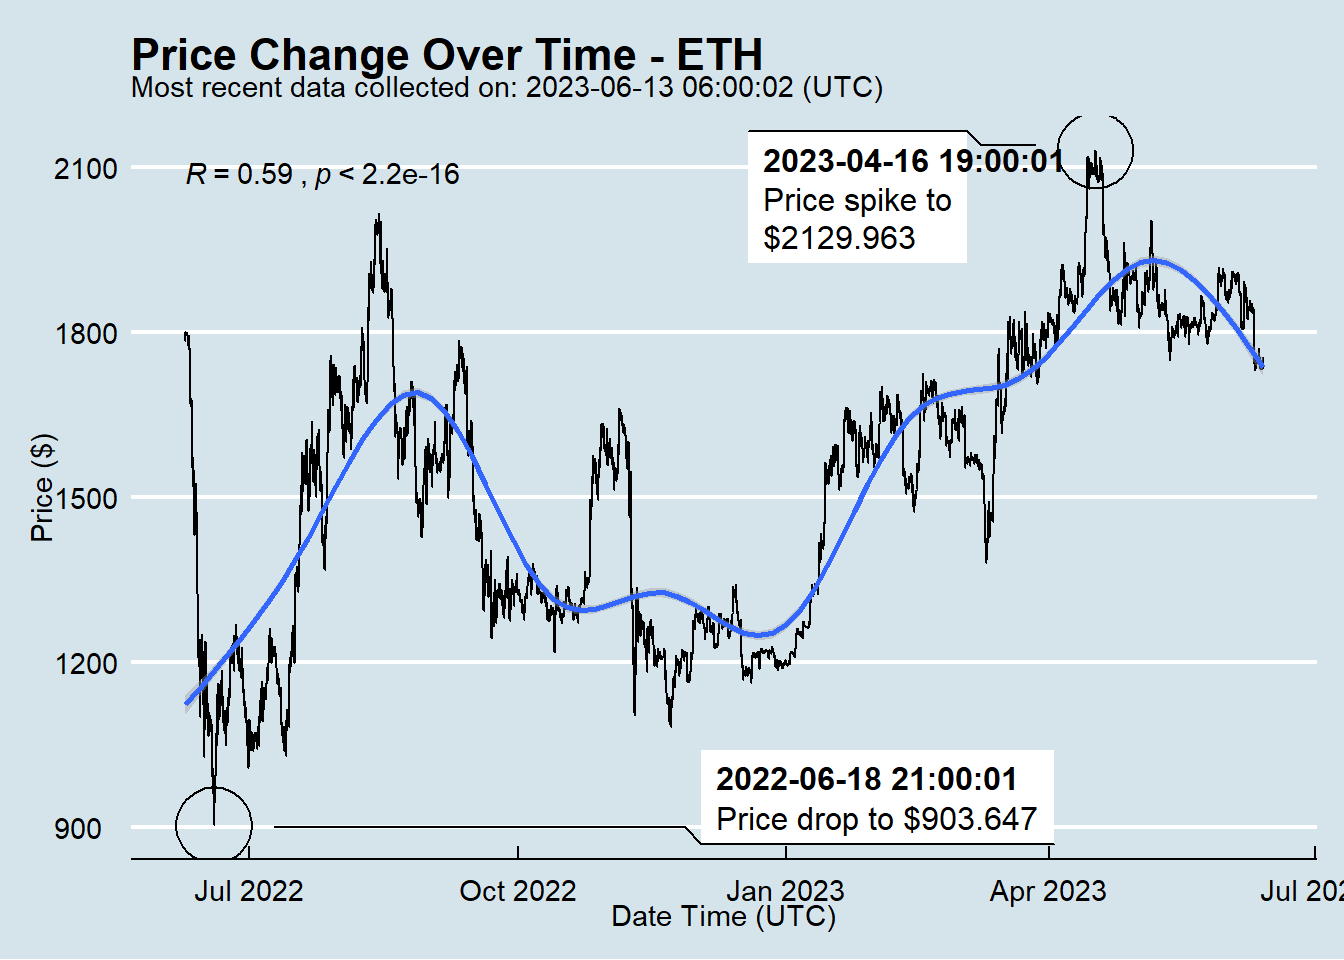 Price Change Over Time - ETH
Most recent data collected on: 2023-06-13 06:00:02 (UTC)
R = 0.59 , p < 2.2e-16
2023-04-16 19:00:01
Price spike to
$2129.963
2022-06-18 21:00:01
Price drop to $903.647
Price ($)
2100
1800
1500
1200
900
Jul 2022
Oct 2022
Jan 2023
Apr 2023
Jul 202
Date Time (UTC)